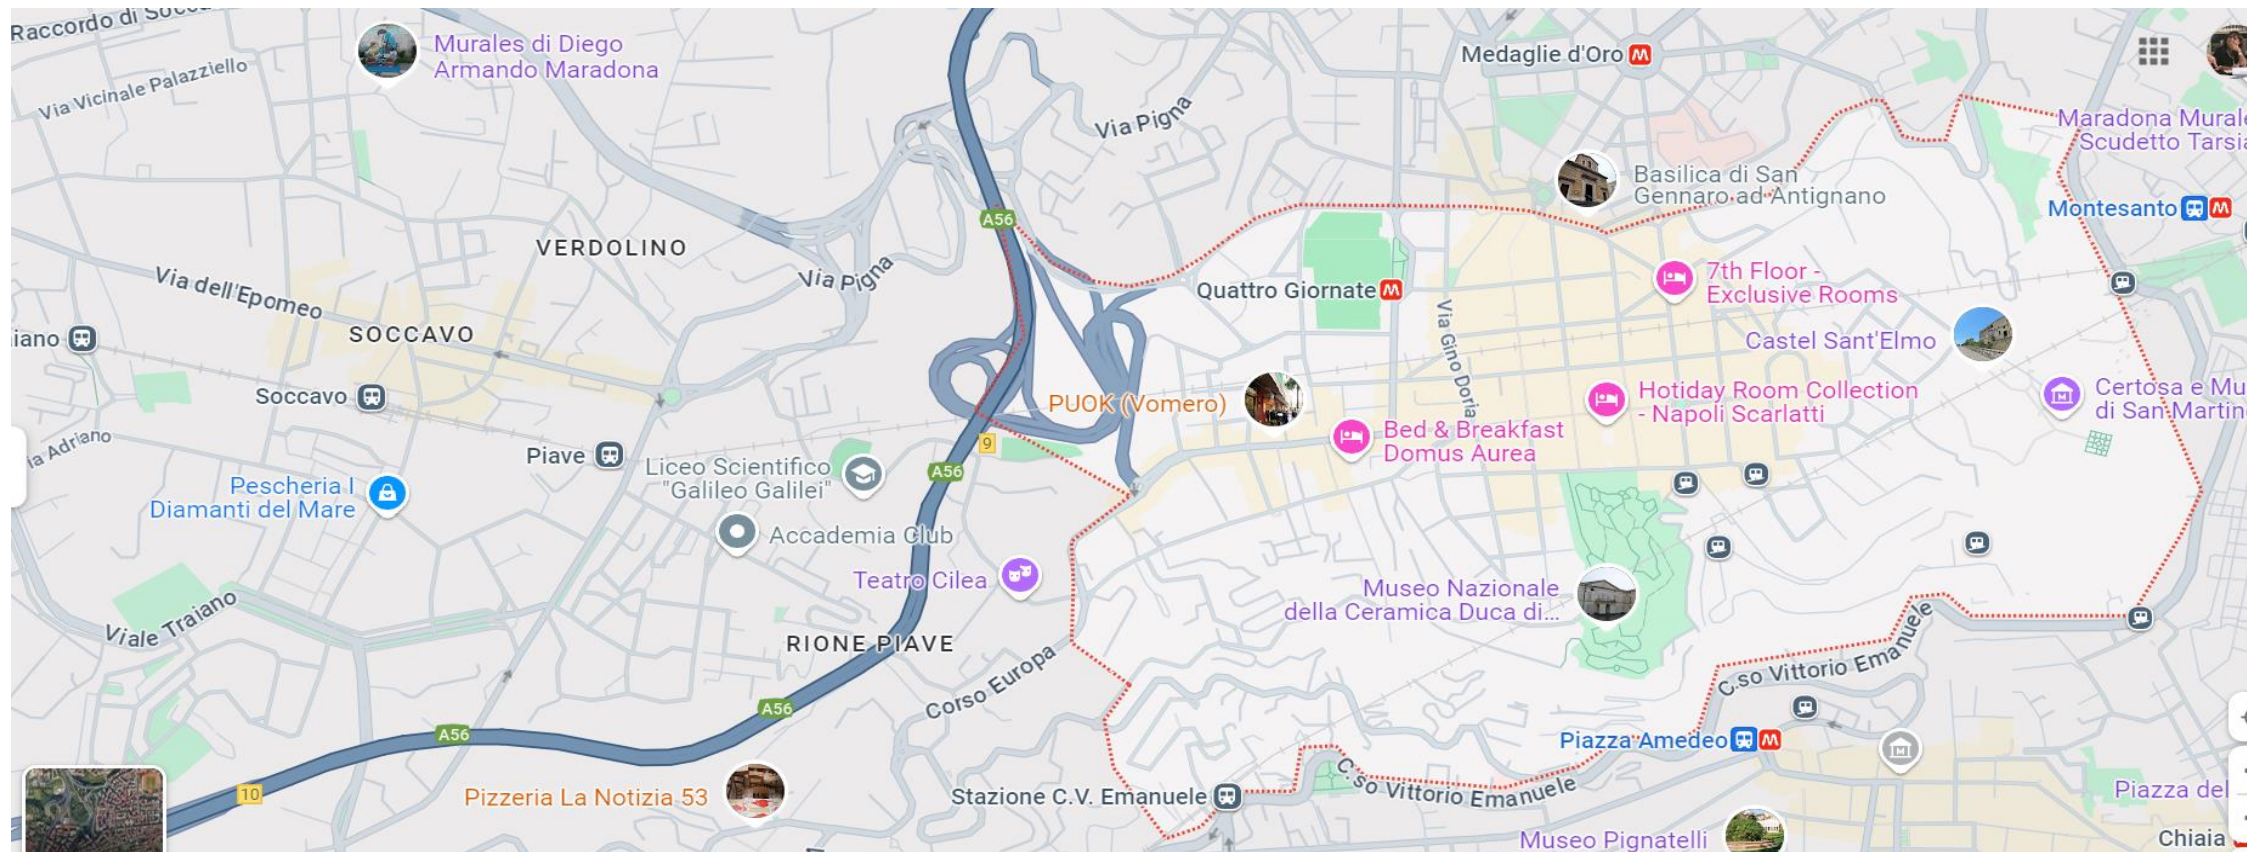 Raccordo di Socca
Murales di Diego
Armando Maradona
Via Vicinale Palazziello
Via Pigna
Medaglie d'Oro
M
Maradona Murale
Scudetto Tarsia
Basilica di San
Gennaro ad Antignano
Montesanto
M
A56
VERDOLINO
Via Pigna
Via dell'Epomeo
SOCCAVO
iano
Quattro Giornate
M
Via Gino Doria
7th Floor -
Exclusive Rooms
Castel Sant'Elmo
Soccavo
PUOK (Vomero)
Hotiday Room Collection
- Napoli Scarlatti
Certosa e Mu
di San Martin
Bed & Breakfast
Domus Aurea
ia Adriano
Piave
9
A56
Liceo Scientifico
"Galileo Galilei"
Pescheria I
Diamanti del Mare
Accademia Club
Teatro Cilea
Museo Nazionale
della Ceramica Duca di...
Viale Traiano
RIONE PIAVE
Corso Europa
C.so Vittorio Emanuele
A56
A56
Piazza Amedeo
M
10
Pizzeria La Notizia 53
Stazione C.V. Emanuele
C.so Vittorio Emanuele
Piazza del
Museo Pignatelli
Chiaia